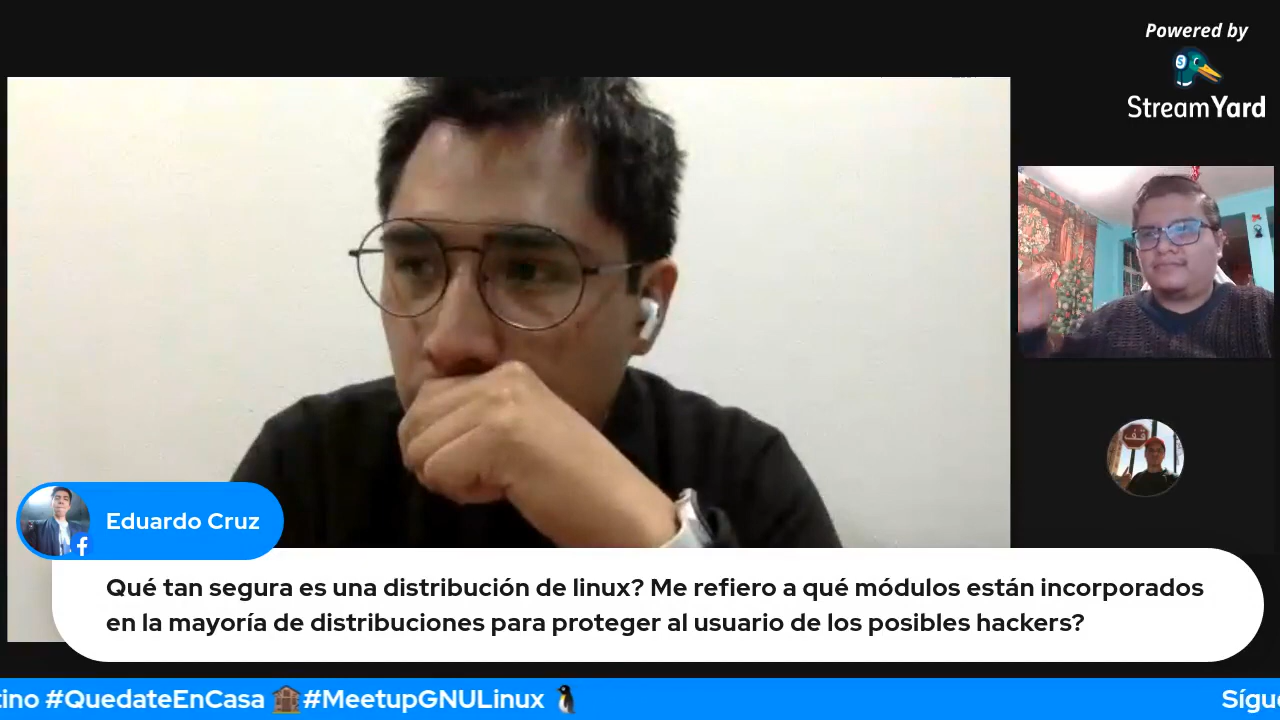 Powered by
StreamYard
Eduardo Cruz
Qué tan segura es una distribución de linux? Me refiero a qué módulos están incorporados
en la mayoría de distribuciones para proteger al usuario de los posibles hackers?
tino #QuedateEnCasa 🏚️#MeetupGNULinux 🐧 Sígue